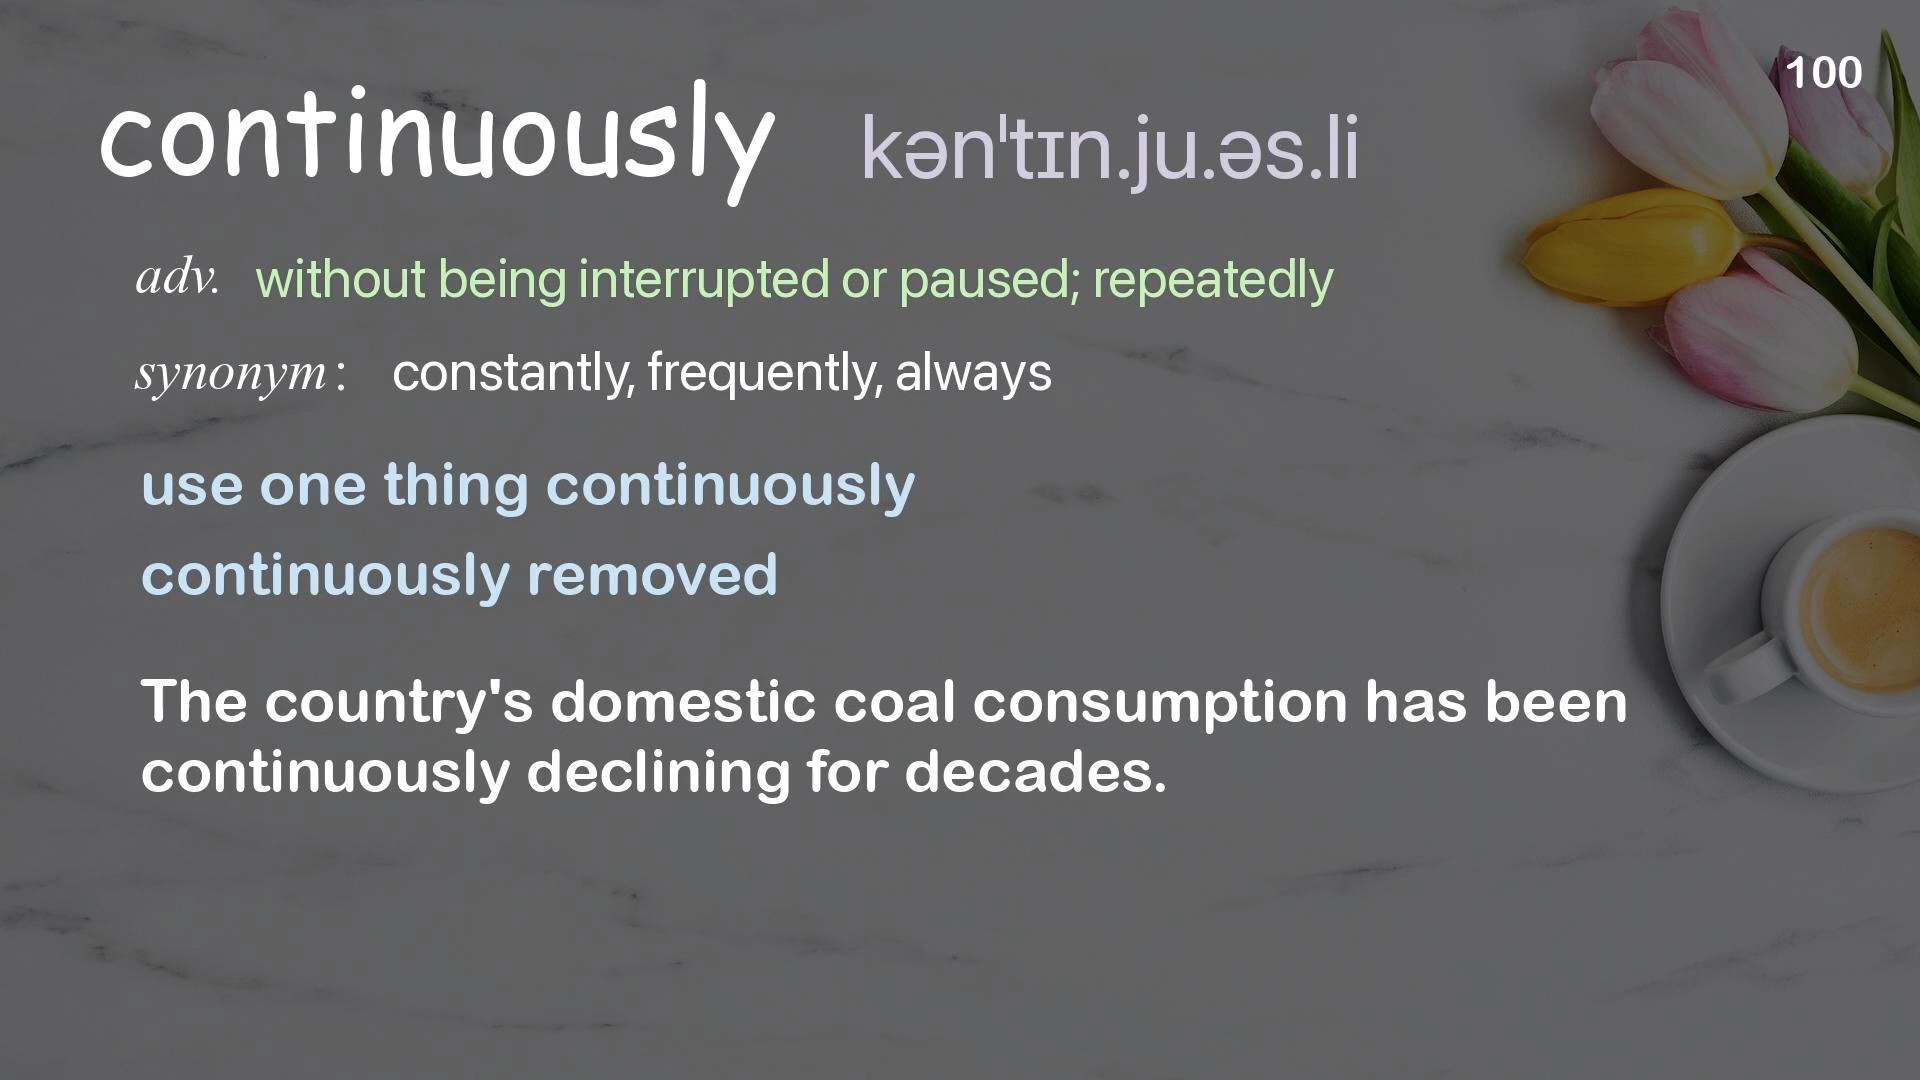 100
continuously kən'tɪn.ju.əs.li
adv. without being interrupted or paused; repeatedly
synonym : constantly, frequently, always
use one thing continuously
continuously removed
The country's domestic coal consumption has been
continuously declining for decades.